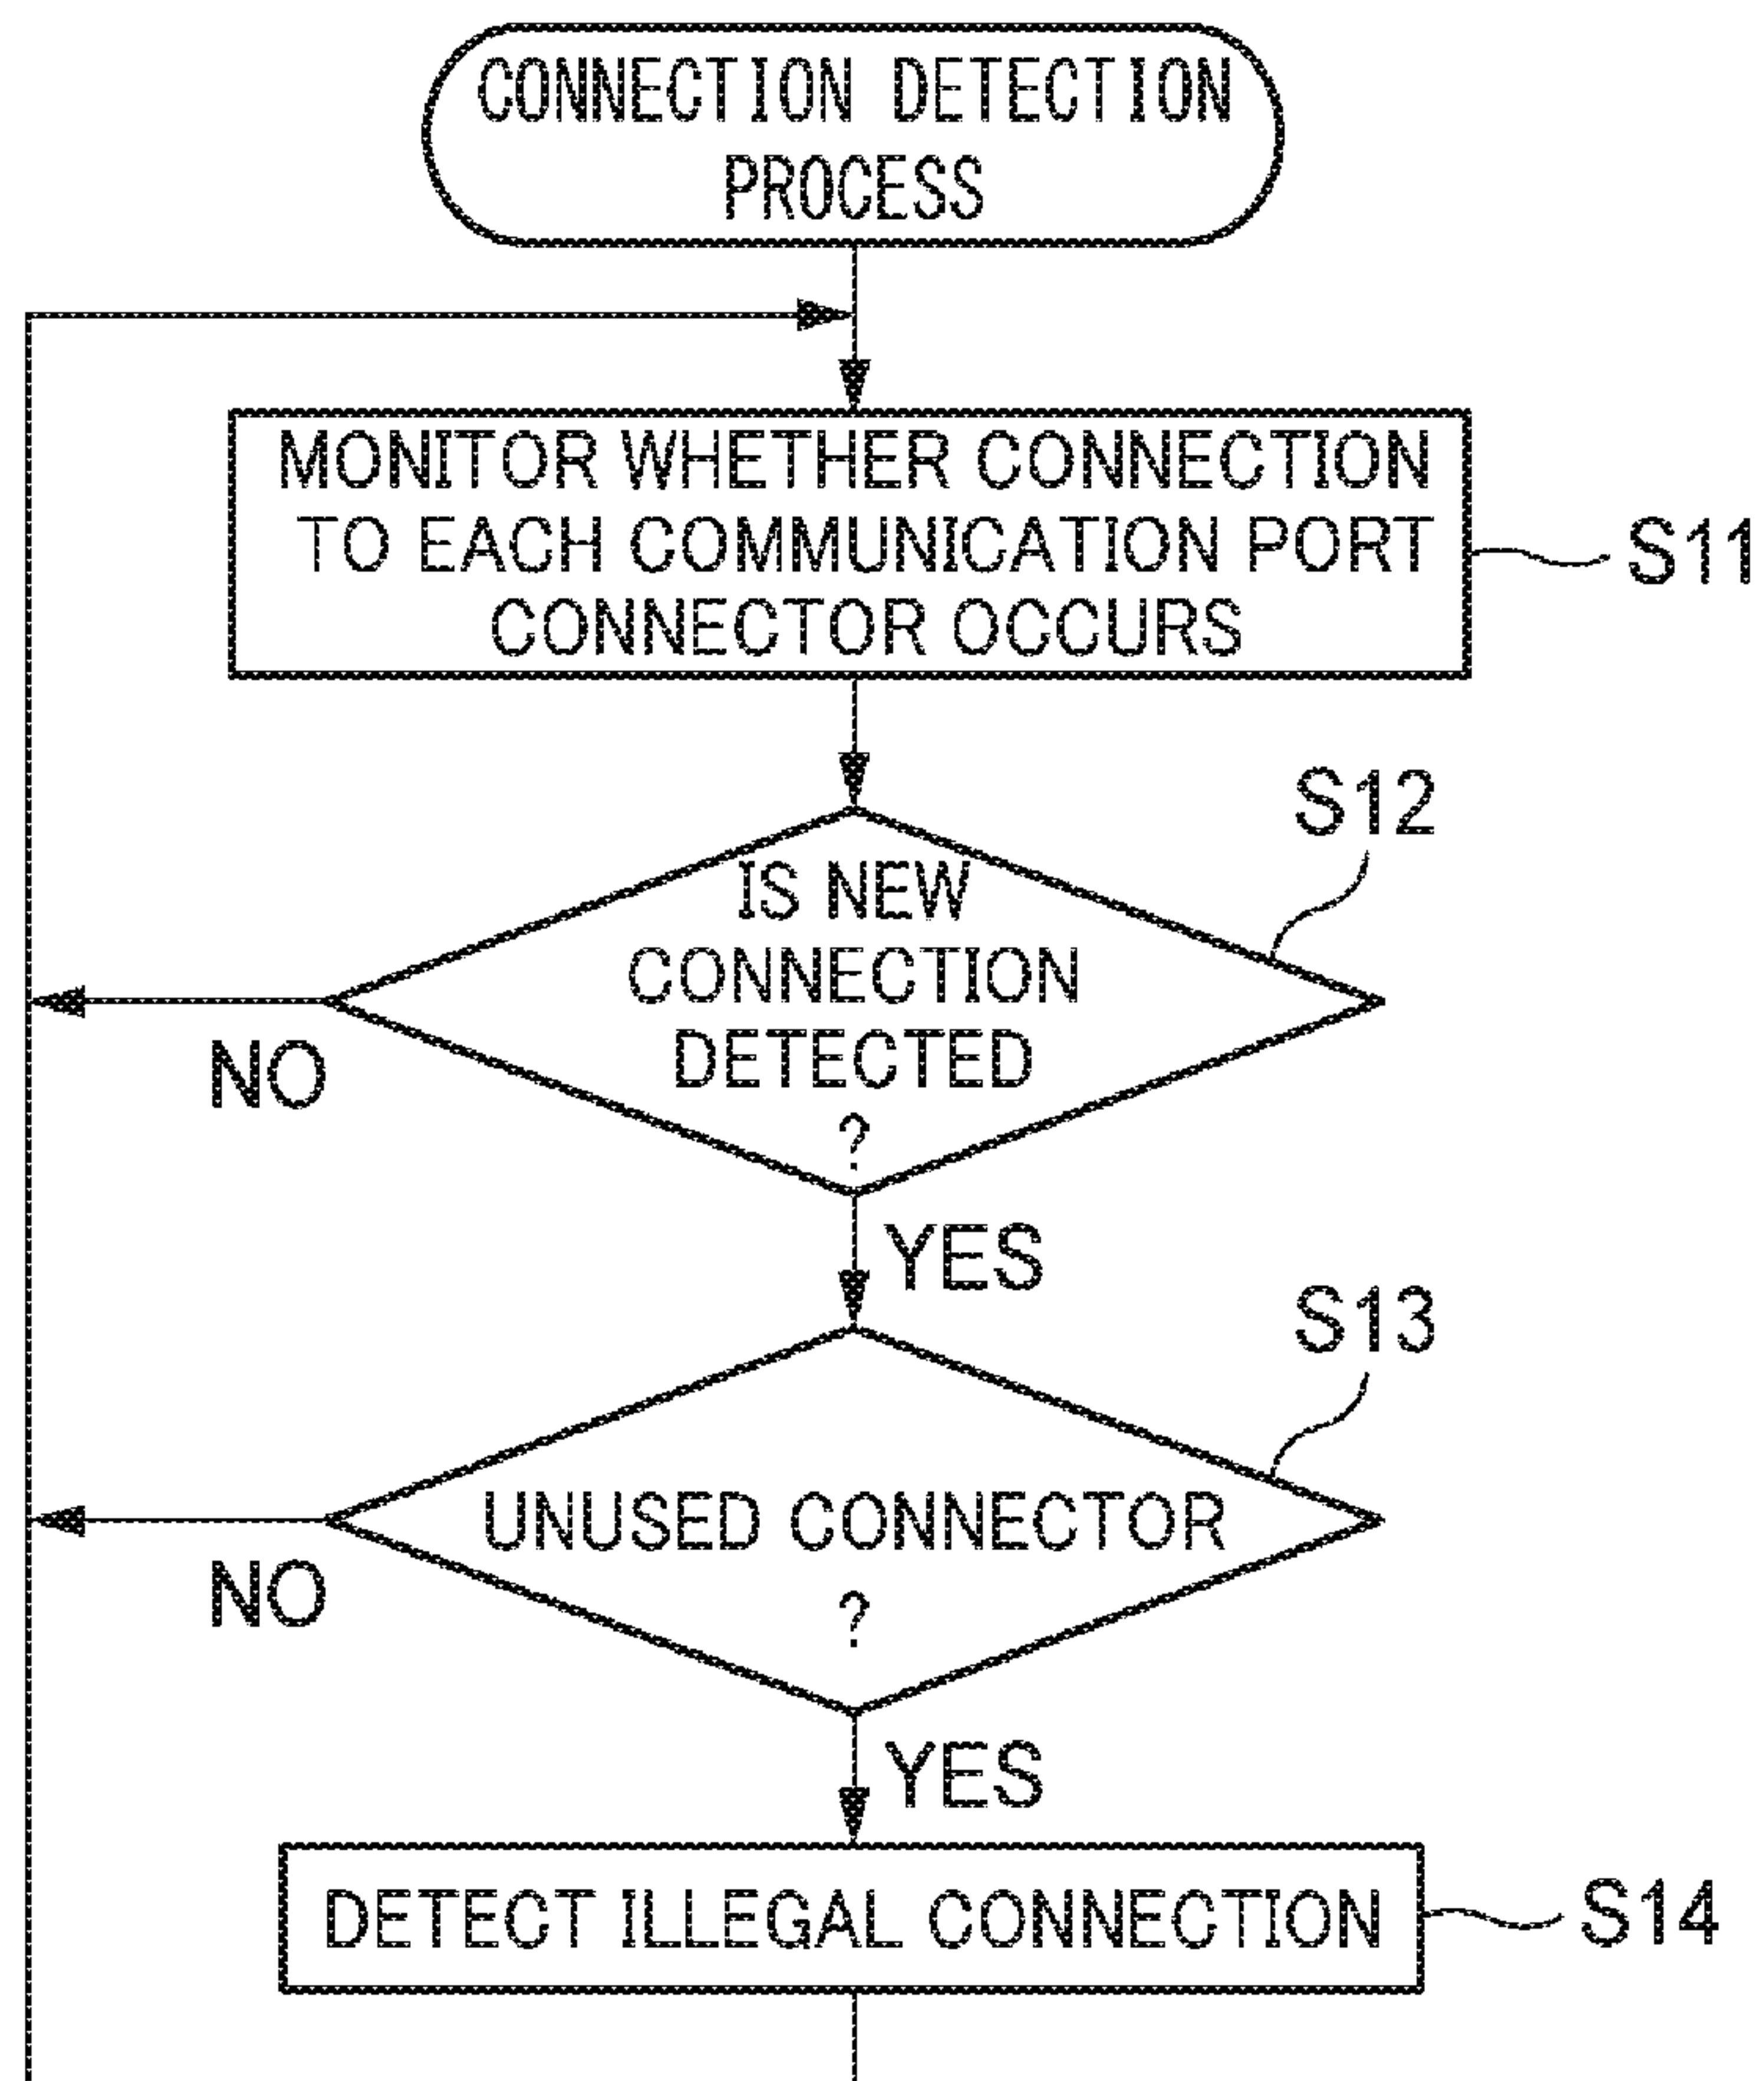 CONNECTION DETECTION
PROCESS
MONITOR WHETHER CONNECTION
TO EACH COMMUNICATION PORT
CONNECTOR OCCURS
S11
S12
IS NEW
CONNECTION
DETECTED
?
NO
YES
S13
UNUSED CONNECTOR
?
NO
YES
DETECT ILLEGAL CONNECTION
S14